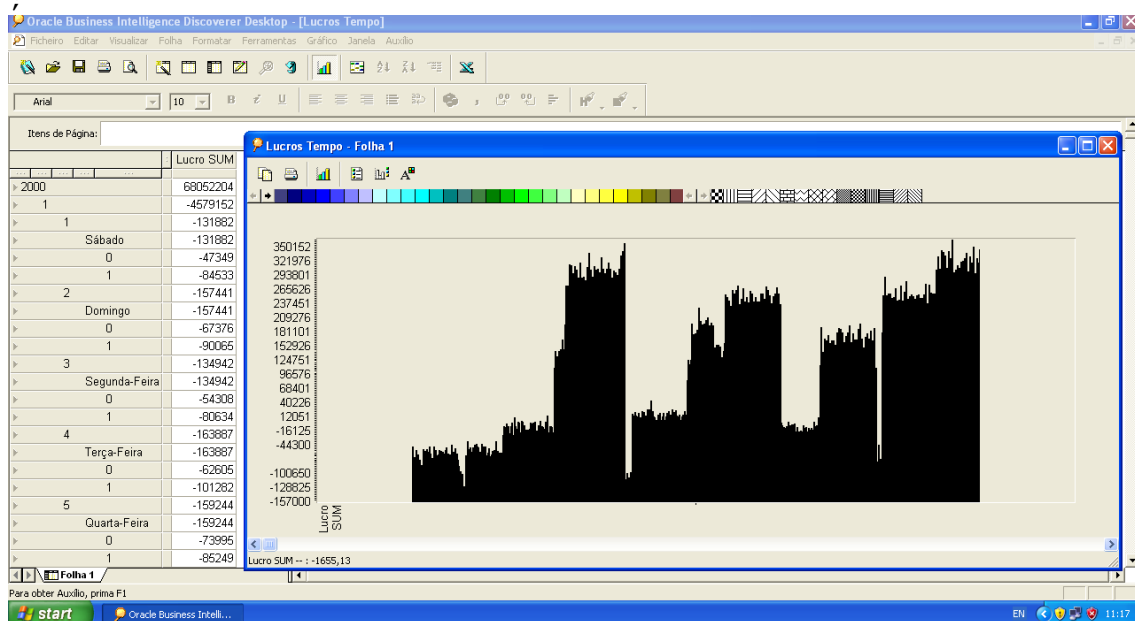 ,
Oracle Business Intelligence Discoverer Desktop - [Lucros Tempo]
Ficheiro Editar Visualizar Folha Formatar Ferramentas Gráfico Janela Auxílio
Arial 10 B i U
Itens de Página:
Lucro SUM
2000 68052204
1 -4579152
1 -131882
Sábado -131882
0 -47349
1 -84533
2 -157441
Domingo -157441
0 -67376
1 -90065
3 -134942
Segunda-Feira -134942
0 -54308
1 -80634
4 -163887
Terça-Feira -163887
0 -62605
1 -101282
5 -159244
Quarta-Feira -159244
0 -73995
1 -85249
Lucros Tempo - Folha 1
350152
321976
293801
265626
237451
209276
181101
152926
124751
96576
68401
40226
12051
-16125
-44300
-100650
-128825
-157000
Lucro
SUM
Lucro SUM -- : -1655,13
Folha 1
Para obter Auxílio, prima F1
start Oracle Business Intelli... EN 11:17